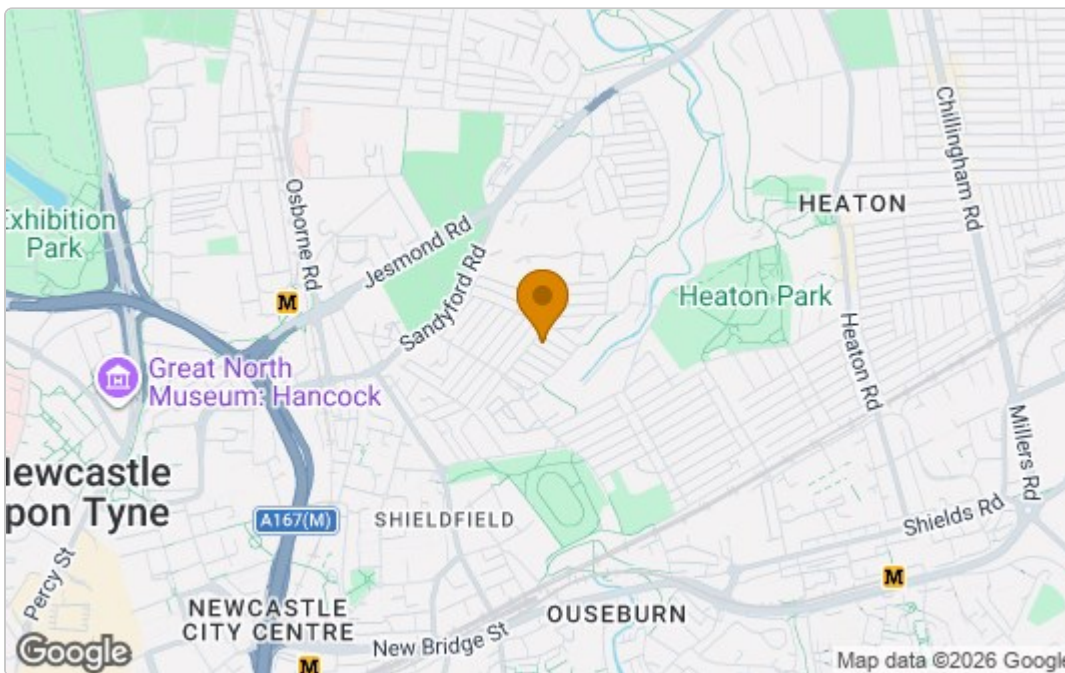 Chillingham Rd
HEATON
Osborne Rd
Exhibition
Park
Jesmond Rd
Sandyford Rd
Heaton Park
M
Heaton Rd
Great North
Museum: Hancock
Millers Rd
Newcastle
upon Tyne
A167(M)
SHIELDFIELD
Shields Rd
Percy St
M
NEWCASTLE
CITY CENTRE
OUSEBURN
New Bridge St
M
Google
Map data ©2026 Google